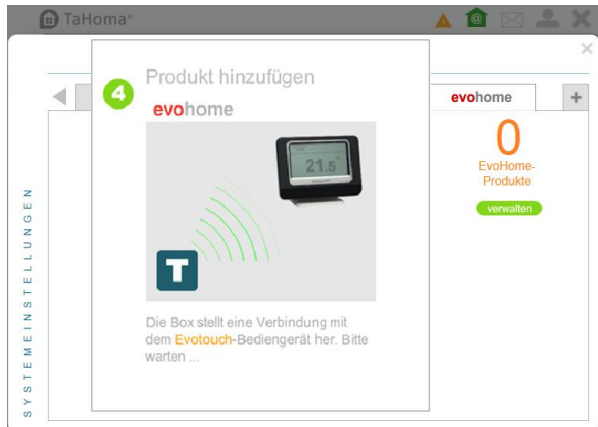 TaHoma®
@
Produkt hinzufügen
4
evohome
21.5°
T
Die Box stellt eine Verbindung mit
dem Evotouch-Bediengerät her. Bitte
warten ...
evohome
+
0
EvoHome-
Produkte
verwalten
SYSTEMEINSTELLUNGEN